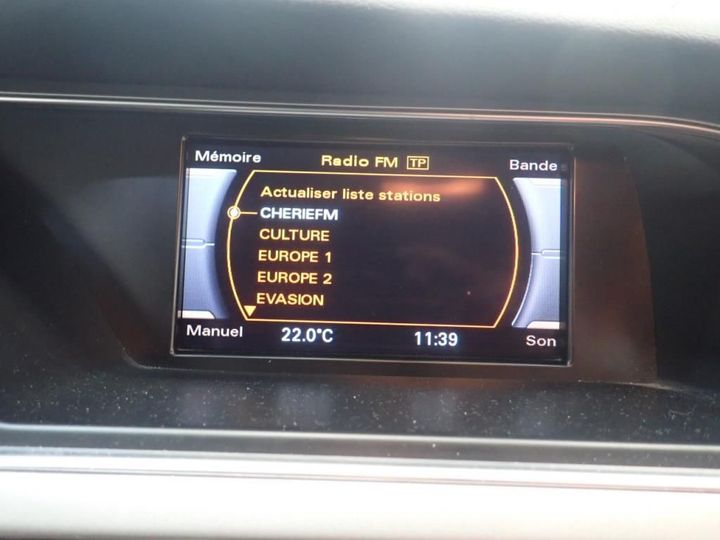 Mémoire
Radio FM TP
Bande
Actualiser liste stations
CHERIEFM
CULTURE
EUROPE 1
EUROPE 2
EVASION
Manuel
22.0°C
11:39
Son